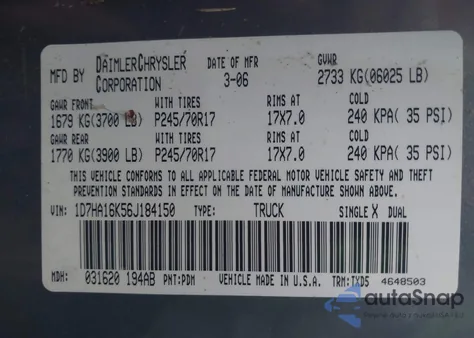 MFD BY DAIMLERCHRYSLER CORPORATION DATE OF MFR 3-06 GVWR 2733 KG(06025 LB)
GAWR FRONT WITH TIRES RIMS AT COLD
1679 KG(3700 LB) P245/70R17 17X7.0 240 KPA( 35 PSI)
GAWR REAR WITH TIRES RIMS AT COLD
1770 KG(3900 LB) P245/70R17 17X7.0 240 KPA( 35 PSI)
THIS VEHICLE CONFORMS TO ALL APPLICABLE FEDERAL MOTOR VEHICLE SAFETY AND THEFT
PREVENTION STANDARDS IN EFFECT ON THE DATE OF MANUFACTURE SHOWN ABOVE.
VIN: 1D7HA16K56J184150 TYPE: TRUCK SINGLE X DUAL
MDH: 031620 194AB PNT:PDM VEHICLE MADE IN U.S.A. TRM:TXD5 4648503
autoSnap